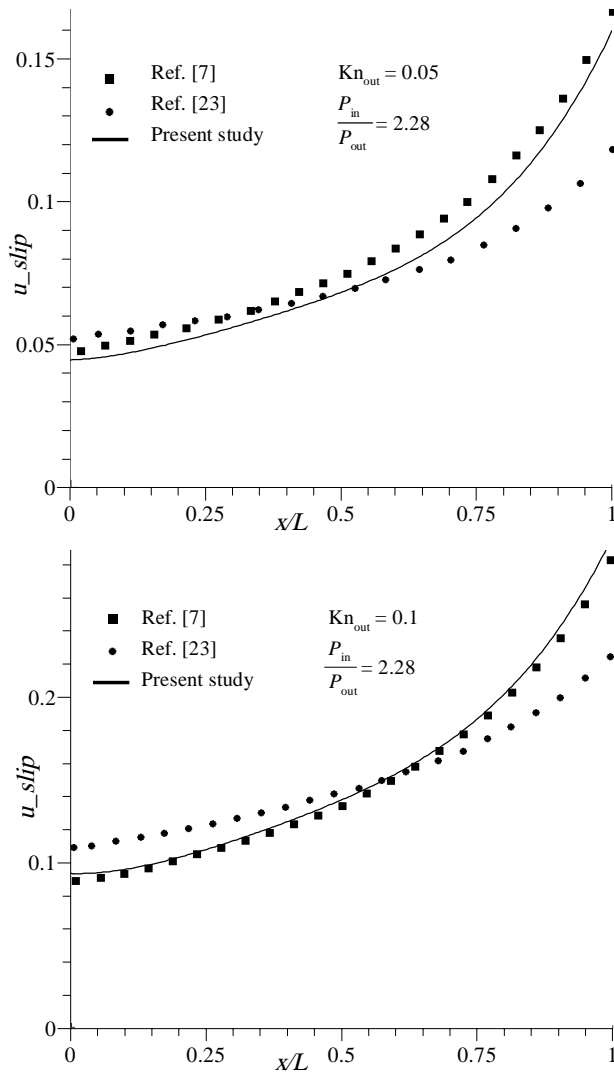 0.15
0.1
0.05
0
u_slip
Ref. [7]
Ref. [23]
Present study
Kn_out = 0.05
P_in
P_out
= 2.28
0
0.25
0.5
0.75
1
x/L
0.2
0.1
0
u_slip
Ref. [7]
Ref. [23]
Present study
Kn_out = 0.1
P_in
P_out
= 2.28
0
0.25
0.5
0.75
1
x/L